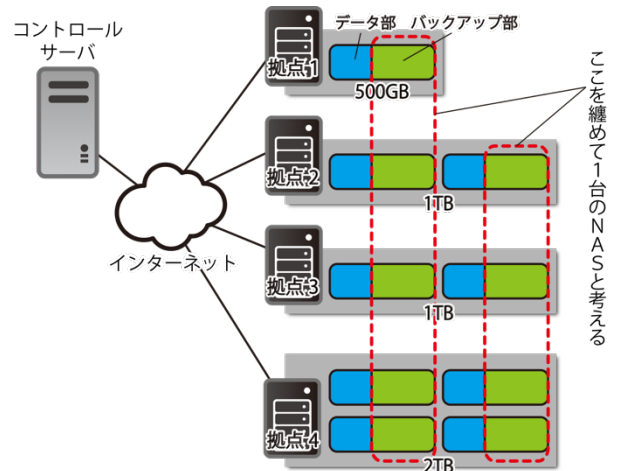 コントロール
サーバ
データ部 バックアップ部
拠点1
500GB
拠点2
1TB
インターネット
拠点3
1TB
拠点4
2TB
ここを纏めて1台のNASと考える